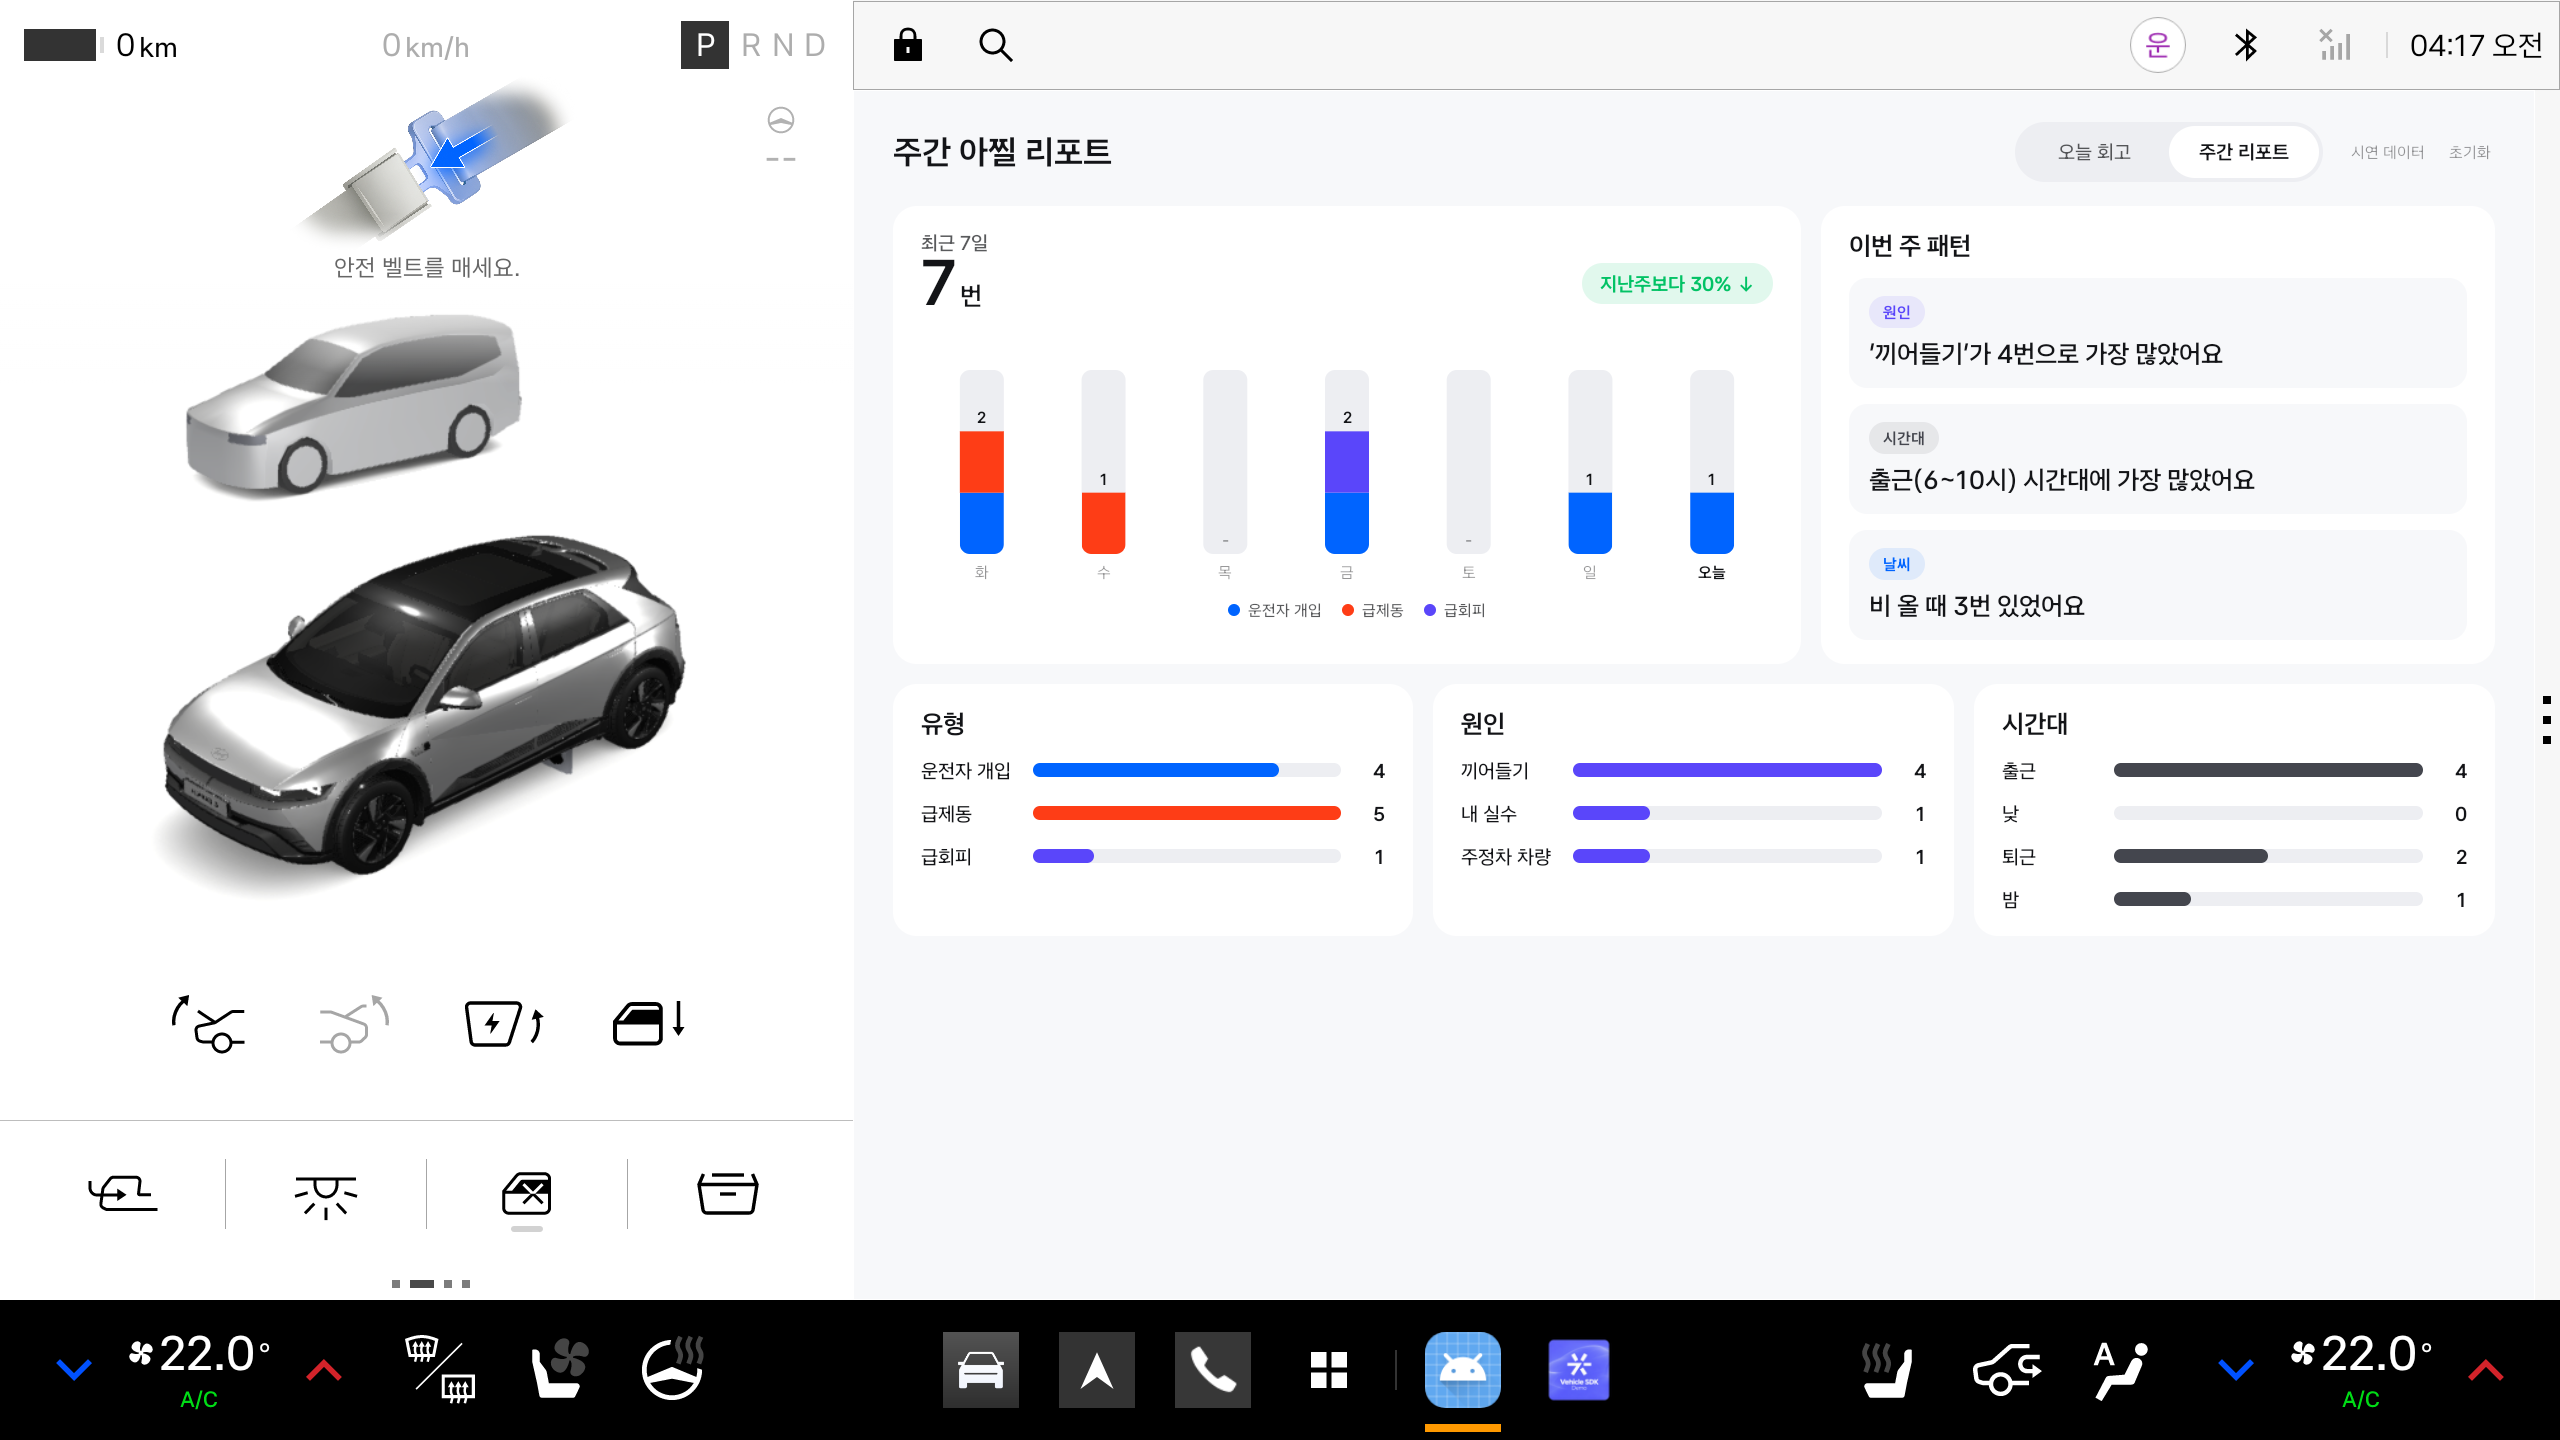 0 km
0 km/h
P R N D
안전 벨트를 매세요.
운
04:17 오전
주간 아찔 리포트
오늘 회고
주간 리포트
시연 데이터
초기화
최근 7일
7 번
지난주보다 30% ↓
2
1
-
2
-
1
1
화
수
목
금
토
일
오늘
운전자 개입
급제동
급회피
이번 주 패턴
원인
'끼어들기'가 4번으로 가장 많았어요
시간대
출근(6~10시) 시간대에 가장 많았어요
날씨
비 올 때 3번 있었어요
유형
운전자 개입 4
급제동 5
급회피 1
원인
끼어들기 4
내 실수 1
주정차 차량 1
시간대
출근 4
낮 0
퇴근 2
밤 1
22.0°
A/C
Vehicle SDK
Demo
A
22.0°
A/C